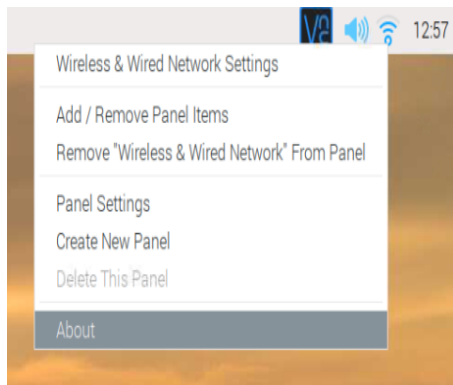 VNC
12:57
Wireless & Wired Network Settings
Add / Remove Panel Items
Remove "Wireless & Wired Network" From Panel
Panel Settings
Create New Panel
Delete This Panel
About